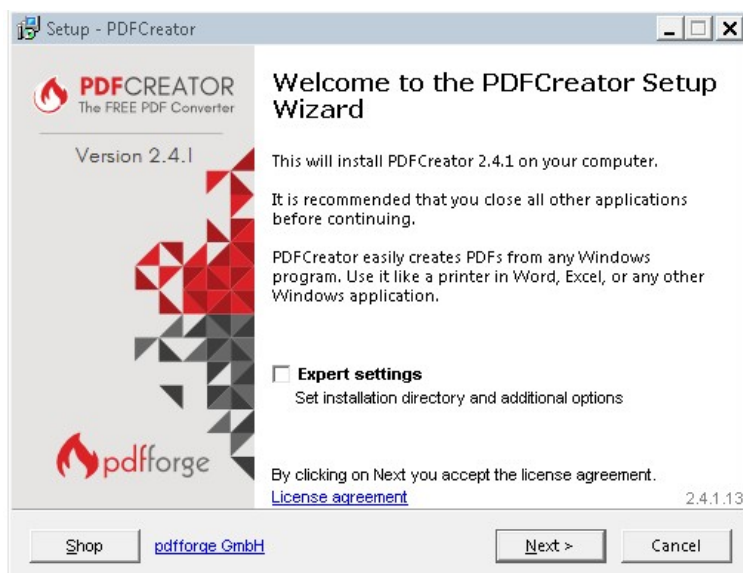 Setup - PDFCreator
PDFCREATOR
The FREE PDF Converter
Version 2.4.1
Welcome to the PDFCreator Setup
Wizard
This will install PDFCreator 2.4.1 on your computer.
It is recommended that you close all other applications
before continuing.
PDFCreator easily creates PDFs from any Windows
program. Use it like a printer in Word, Excel, or any other
Windows application.
Expert settings
Set installation directory and additional options
pdfforge
By clicking on Next you accept the license agreement.
License agreement
2.4.1.13
Shop
pdfforge GmbH
Next >
Cancel